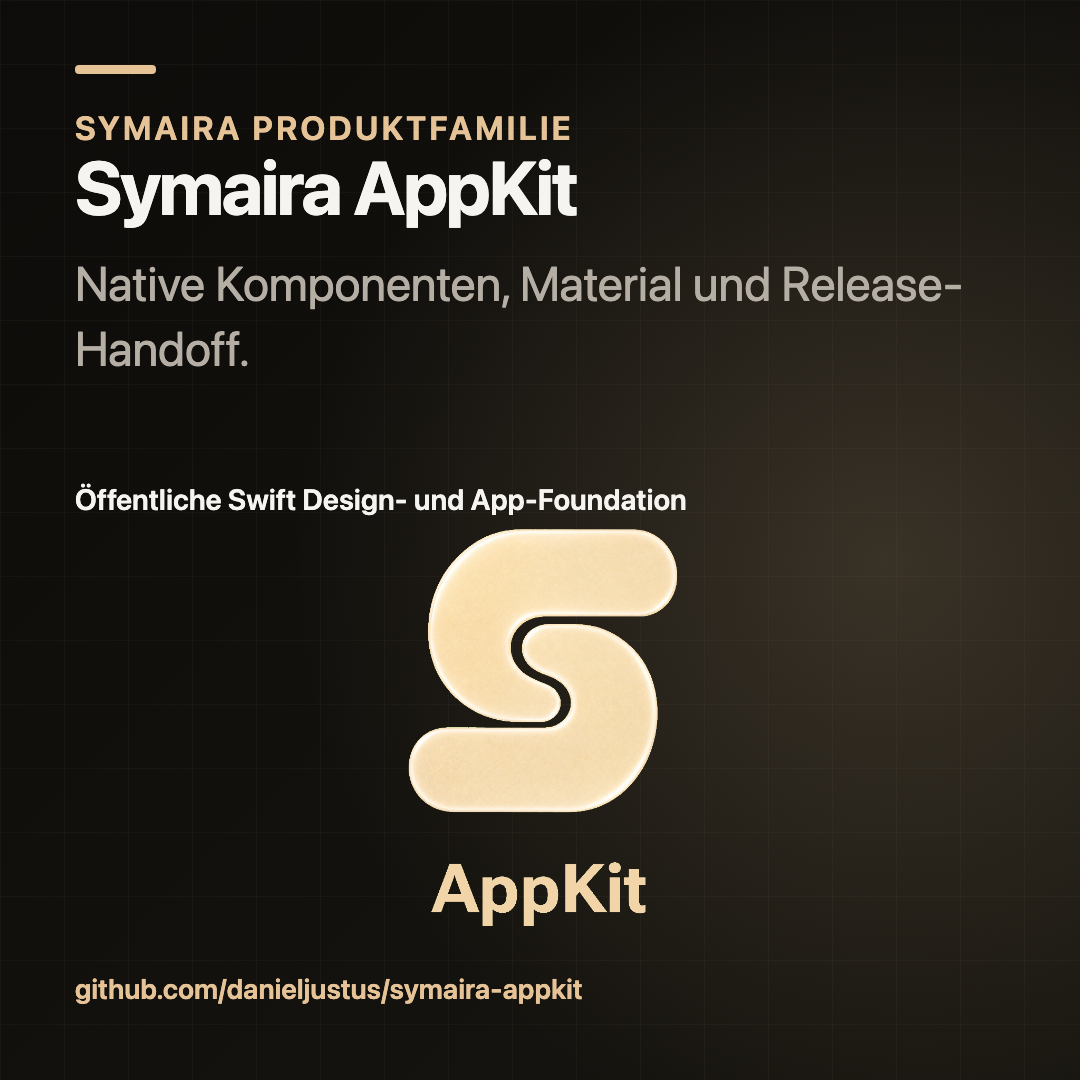 SYMAIRA PRODUKTFAMILIE
Symaira AppKit
Native Komponenten, Material und Release-
Handoff.
Öffentliche Swift Design- und App-Foundation
AppKit
github.com/danieljustus/symaira-appkit